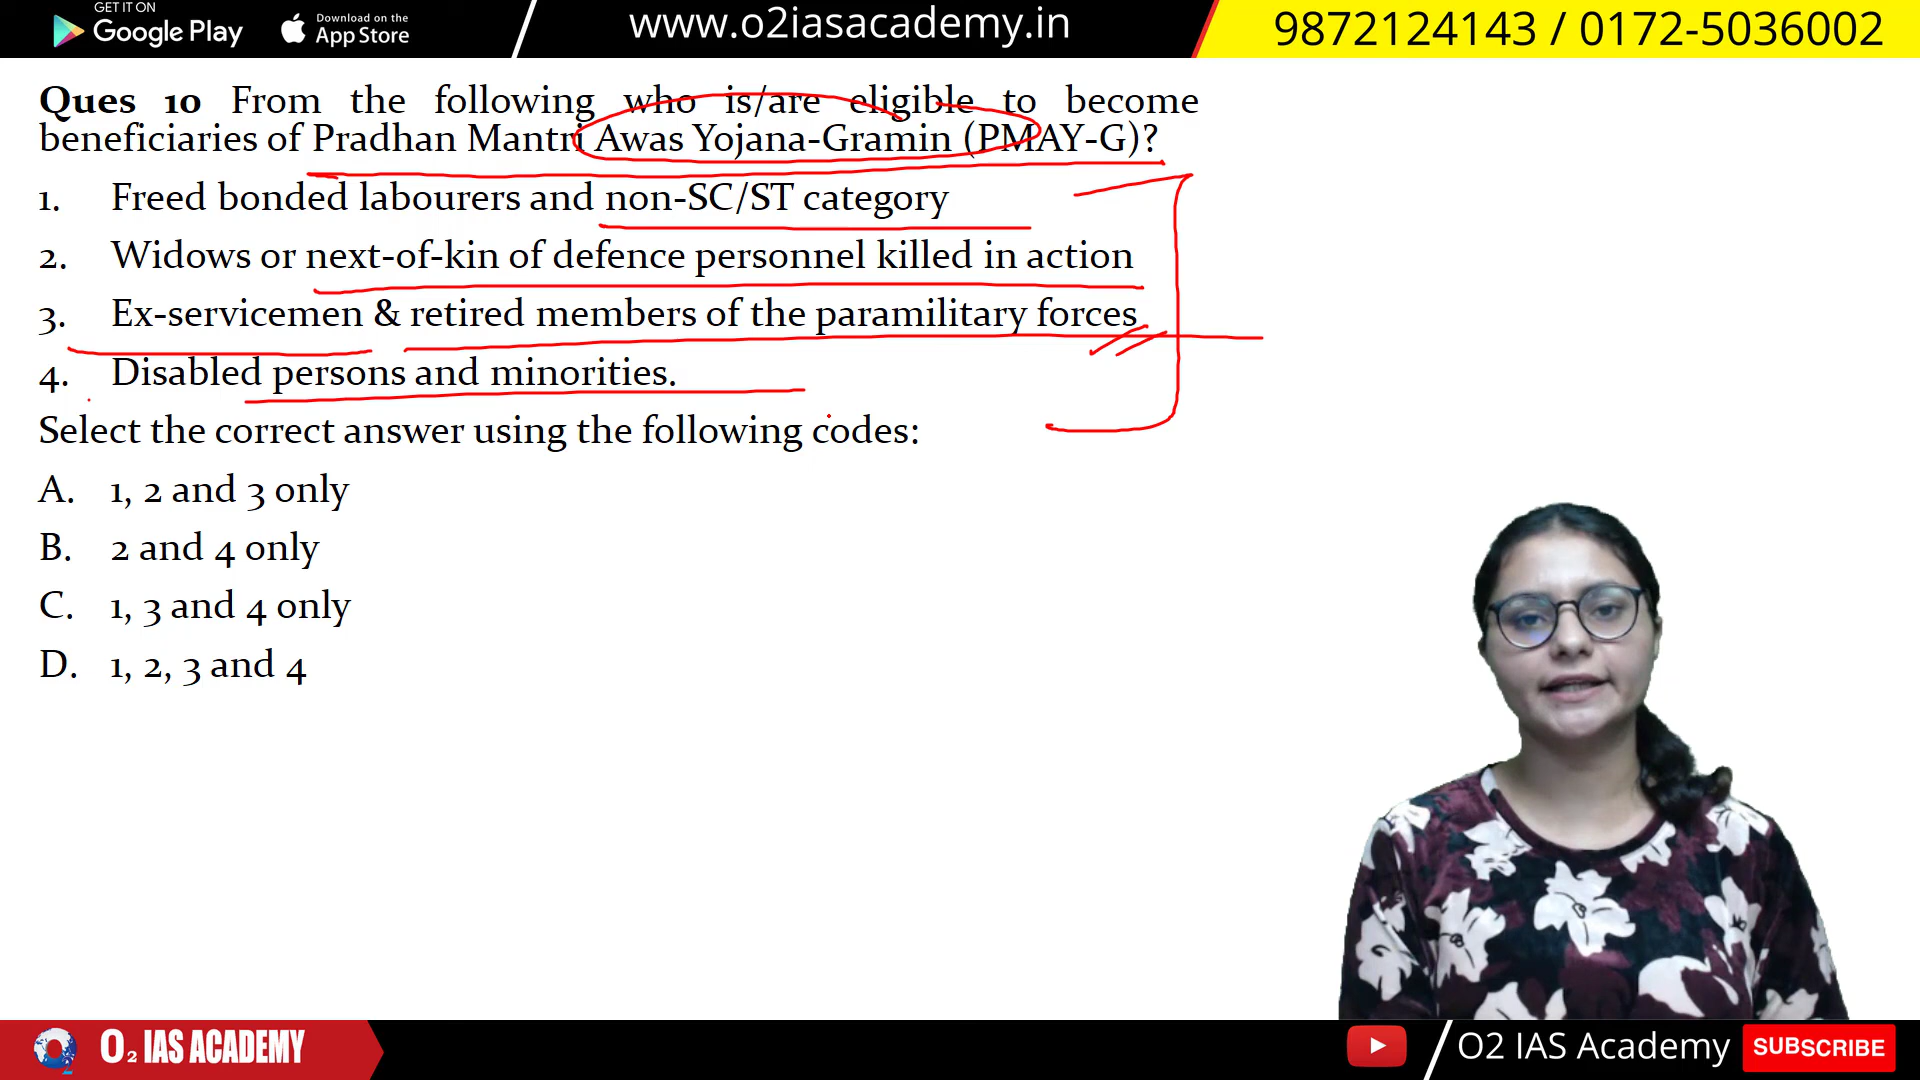 GET IT ON
Google Play
Download on the
App Store
www.o2iasacademy.in
9872124143 / 0172-5036002
Ques 10 From the following who is/are eligible to become
beneficiaries of Pradhan Mantri Awas Yojana-Gramin (PMAY-G)?
1. Freed bonded labourers and non-SC/ST category
2. Widows or next-of-kin of defence personnel killed in action
3. Ex-servicemen & retired members of the paramilitary forces
4. Disabled persons and minorities.
Select the correct answer using the following codes:
A. 1, 2 and 3 only
B. 2 and 4 only
C. 1, 3 and 4 only
D. 1, 2, 3 and 4
O2 IAS ACADEMY
O2 IAS Academy
SUBSCRIBE